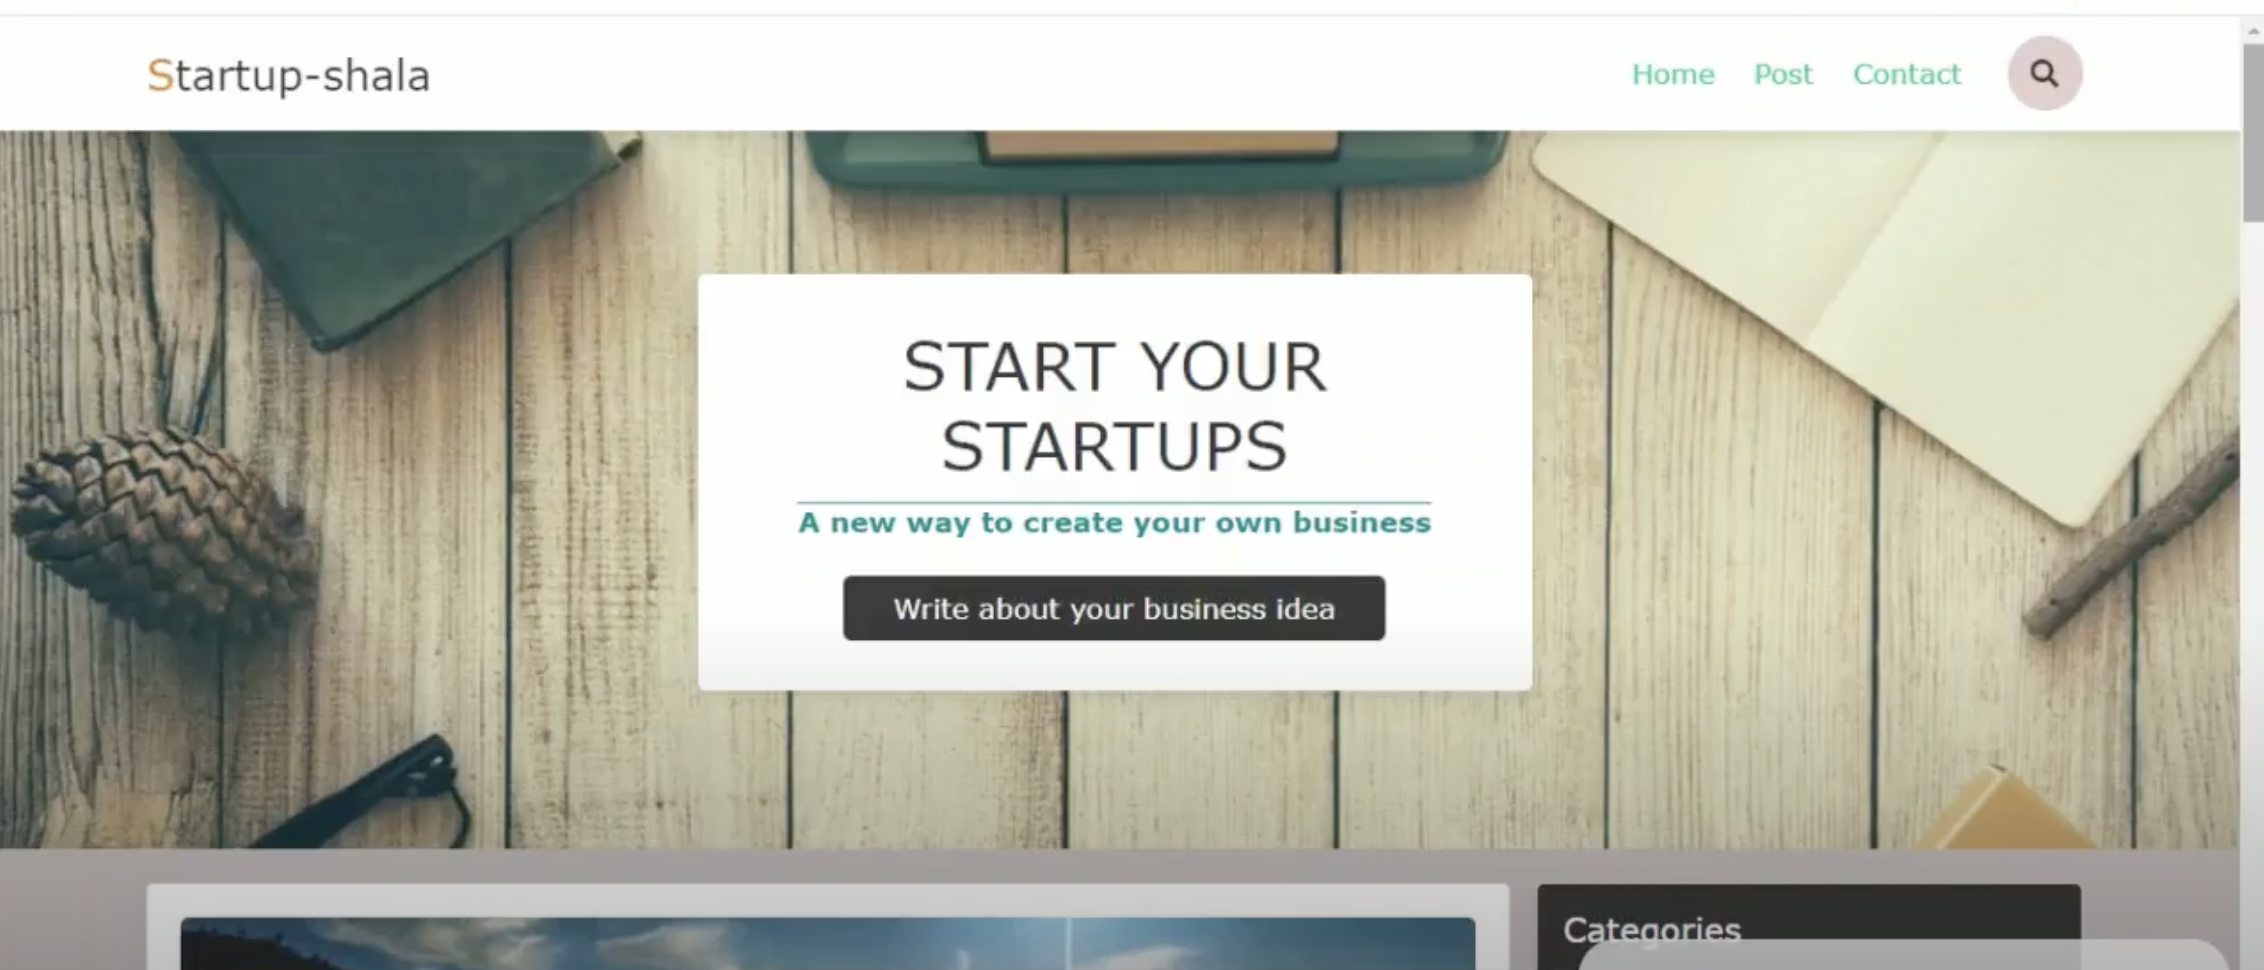 Startup-shala
Home Post Contact
START YOUR
STARTUPS
A new way to create your own business
Write about your business idea
Categories